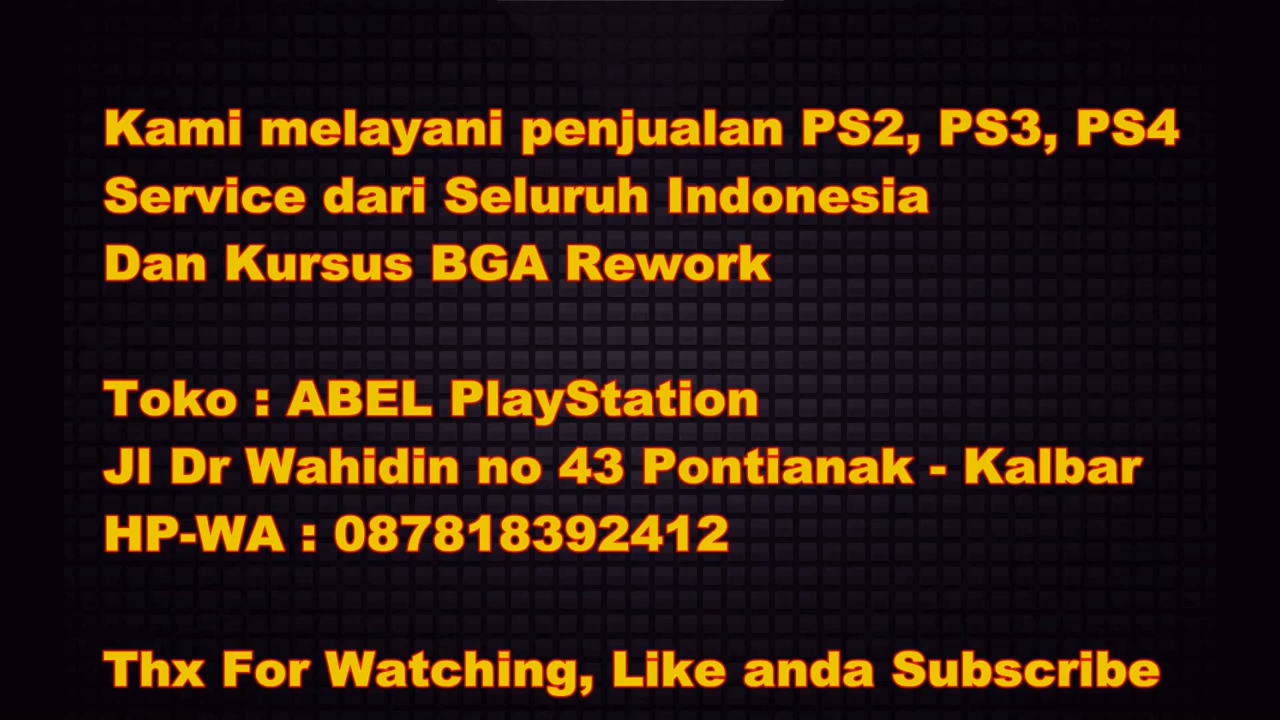 Kami melayani penjualan PS2, PS3, PS4
Service dari Seluruh Indonesia
Dan Kursus BGA Rework
Toko : ABEL PlayStation
Jl Dr Wahidin no 43 Pontianak - Kalbar
HP-WA : 087818392412
Thx For Watching, Like anda Subscribe